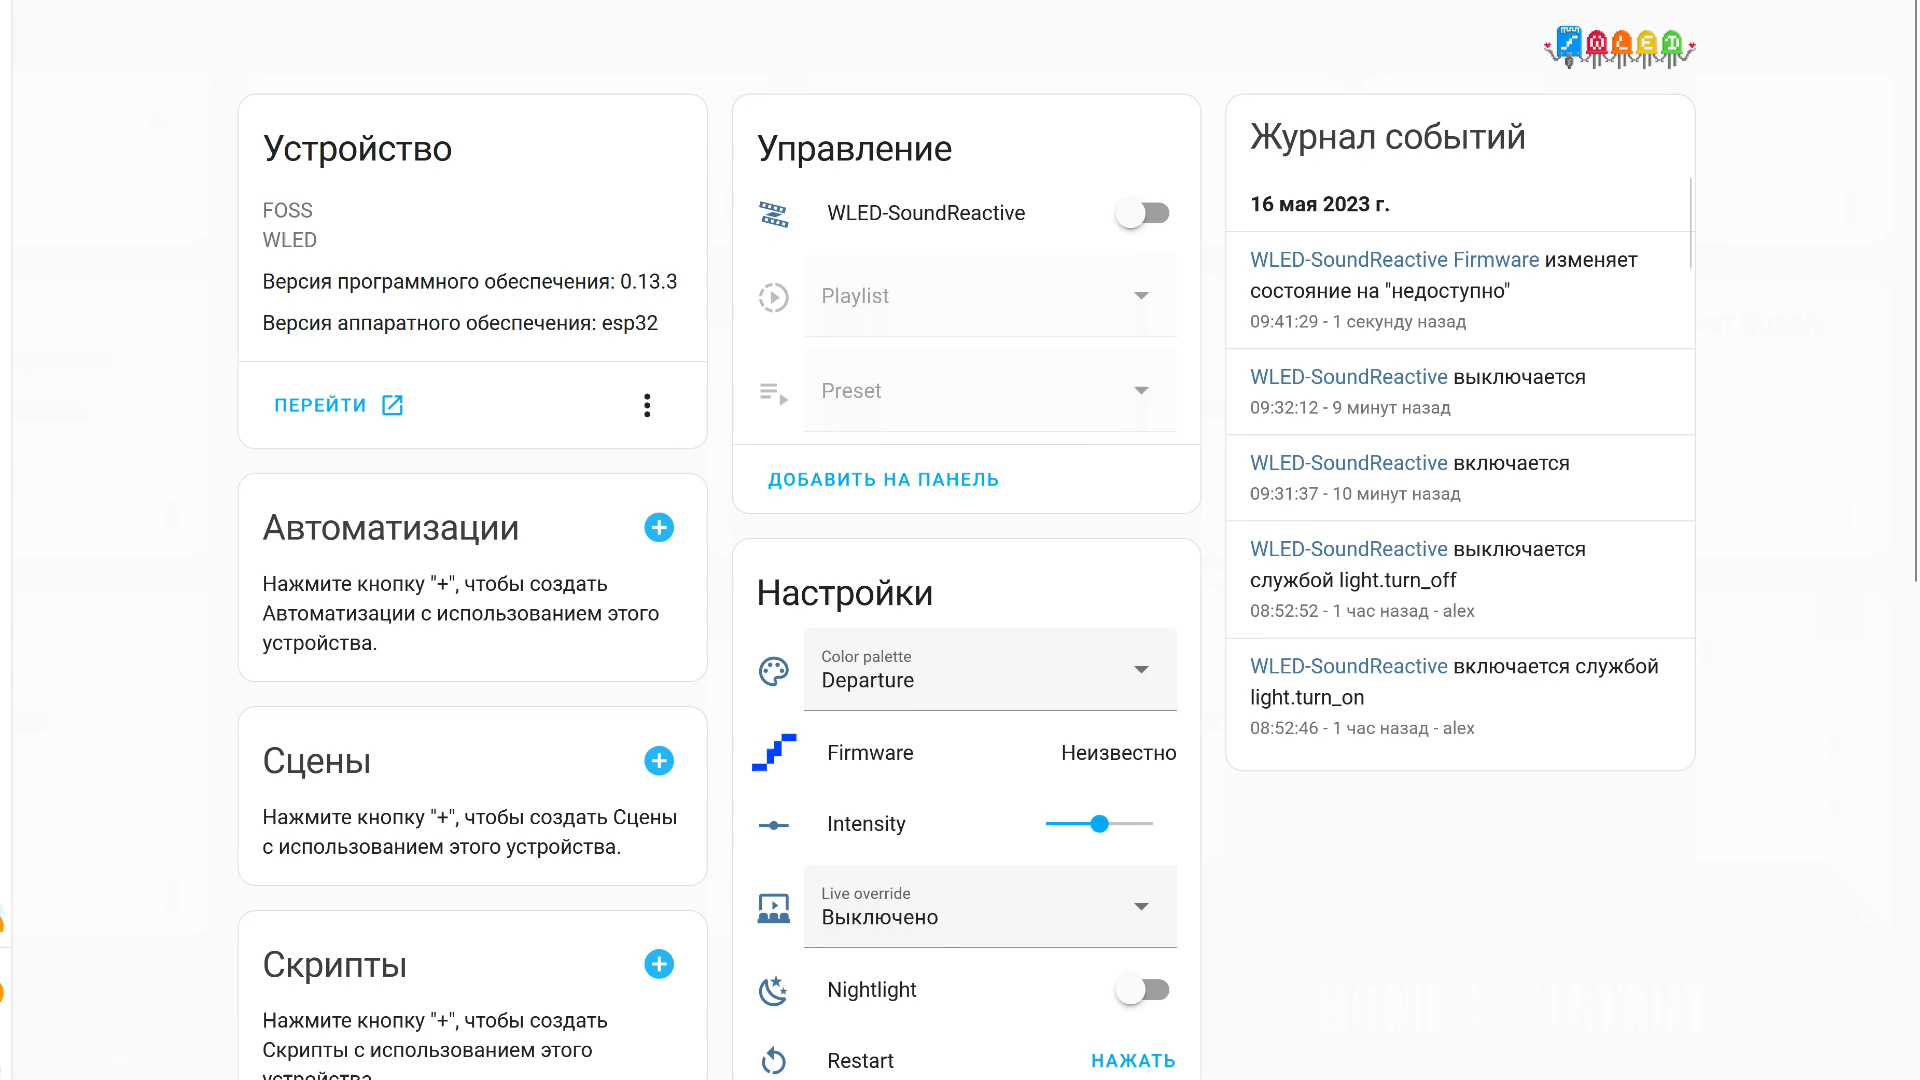 WLED
Устройство
FOSS
WLED
Версия программного обеспечения: 0.13.3
Версия аппаратного обеспечения: esp32
ПЕРЕЙТИ
Автоматизации
Нажмите кнопку "+", чтобы создать
Автоматизации с использованием этого
устройства.
Сцены
Нажмите кнопку "+", чтобы создать Сцены
с использованием этого устройства.
Скрипты
Нажмите кнопку "+", чтобы создать
Скрипты с использованием этого
устройства.
Управление
WLED-SoundReactive
Playlist
Preset
ДОБАВИТЬ НА ПАНЕЛЬ
Настройки
Color palette
Departure
Firmware Неизвестно
Intensity
Live override
Выключено
Nightlight
Restart НАЖАТЬ
Журнал событий
16 мая 2023 г.
WLED-SoundReactive Firmware изменяет
состояние на "недоступно"
09:41:29 - 1 секунду назад
WLED-SoundReactive выключается
09:32:12 - 9 минут назад
WLED-SoundReactive включается
09:31:37 - 10 минут назад
WLED-SoundReactive выключается
службой light.turn_off
08:52:52 - 1 час назад - alex
WLED-SoundReactive включается службой
light.turn_on
08:52:46 - 1 час назад - alex